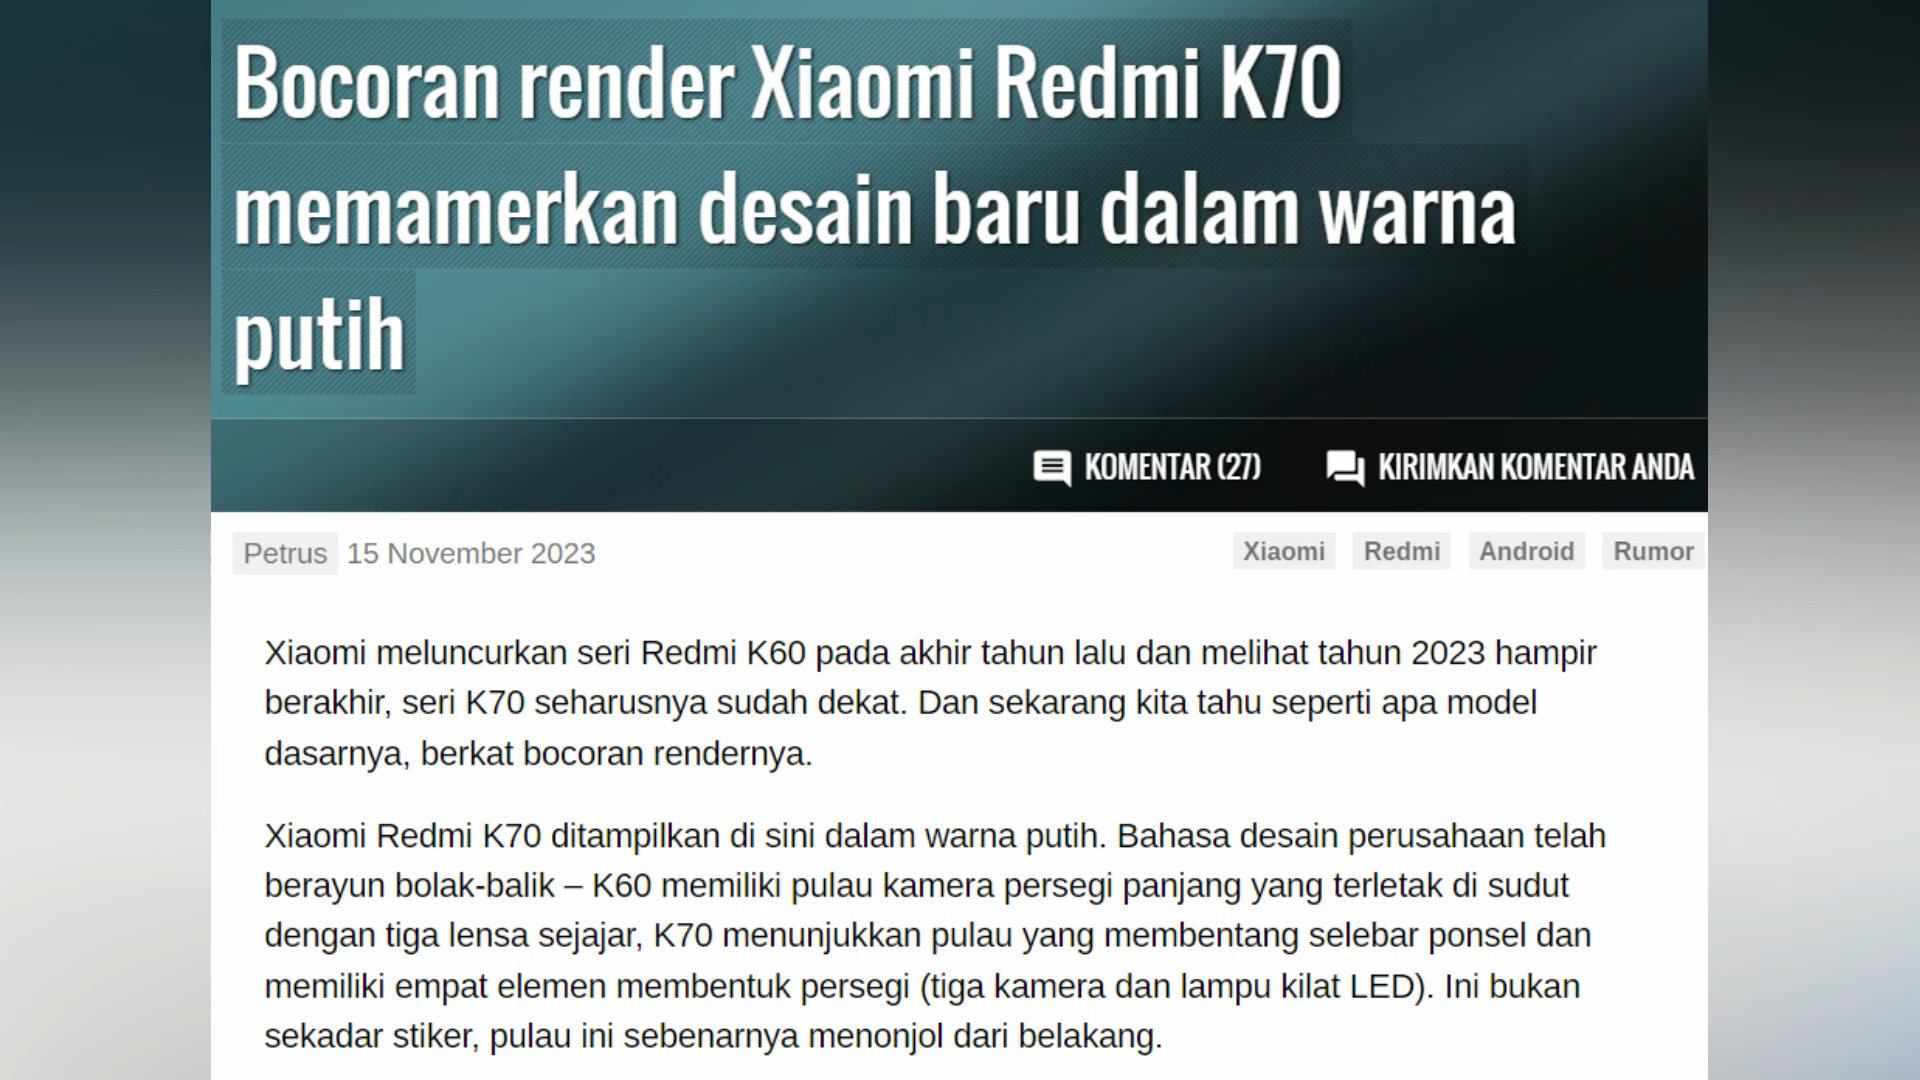 Bocoran render Xiaomi Redmi K70
memamerkan desain baru dalam warna
putih
KOMENTAR (27)
KIRIMKAN KOMENTAR ANDA
Petrus 15 November 2023
Xiaomi Redmi Android Rumor
Xiaomi meluncurkan seri Redmi K60 pada akhir tahun lalu dan melihat tahun 2023 hampir
berakhir, seri K70 seharusnya sudah dekat. Dan sekarang kita tahu seperti apa model
dasarnya, berkat bocoran rendernya.
Xiaomi Redmi K70 ditampilkan di sini dalam warna putih. Bahasa desain perusahaan telah
berayun bolak-balik – K60 memiliki pulau kamera persegi panjang yang terletak di sudut
dengan tiga lensa sejajar, K70 menunjukkan pulau yang membentang selebar ponsel dan
memiliki empat elemen membentuk persegi (tiga kamera dan lampu kilat LED). Ini bukan
sekadar stiker, pulau ini sebenarnya menonjol dari belakang.